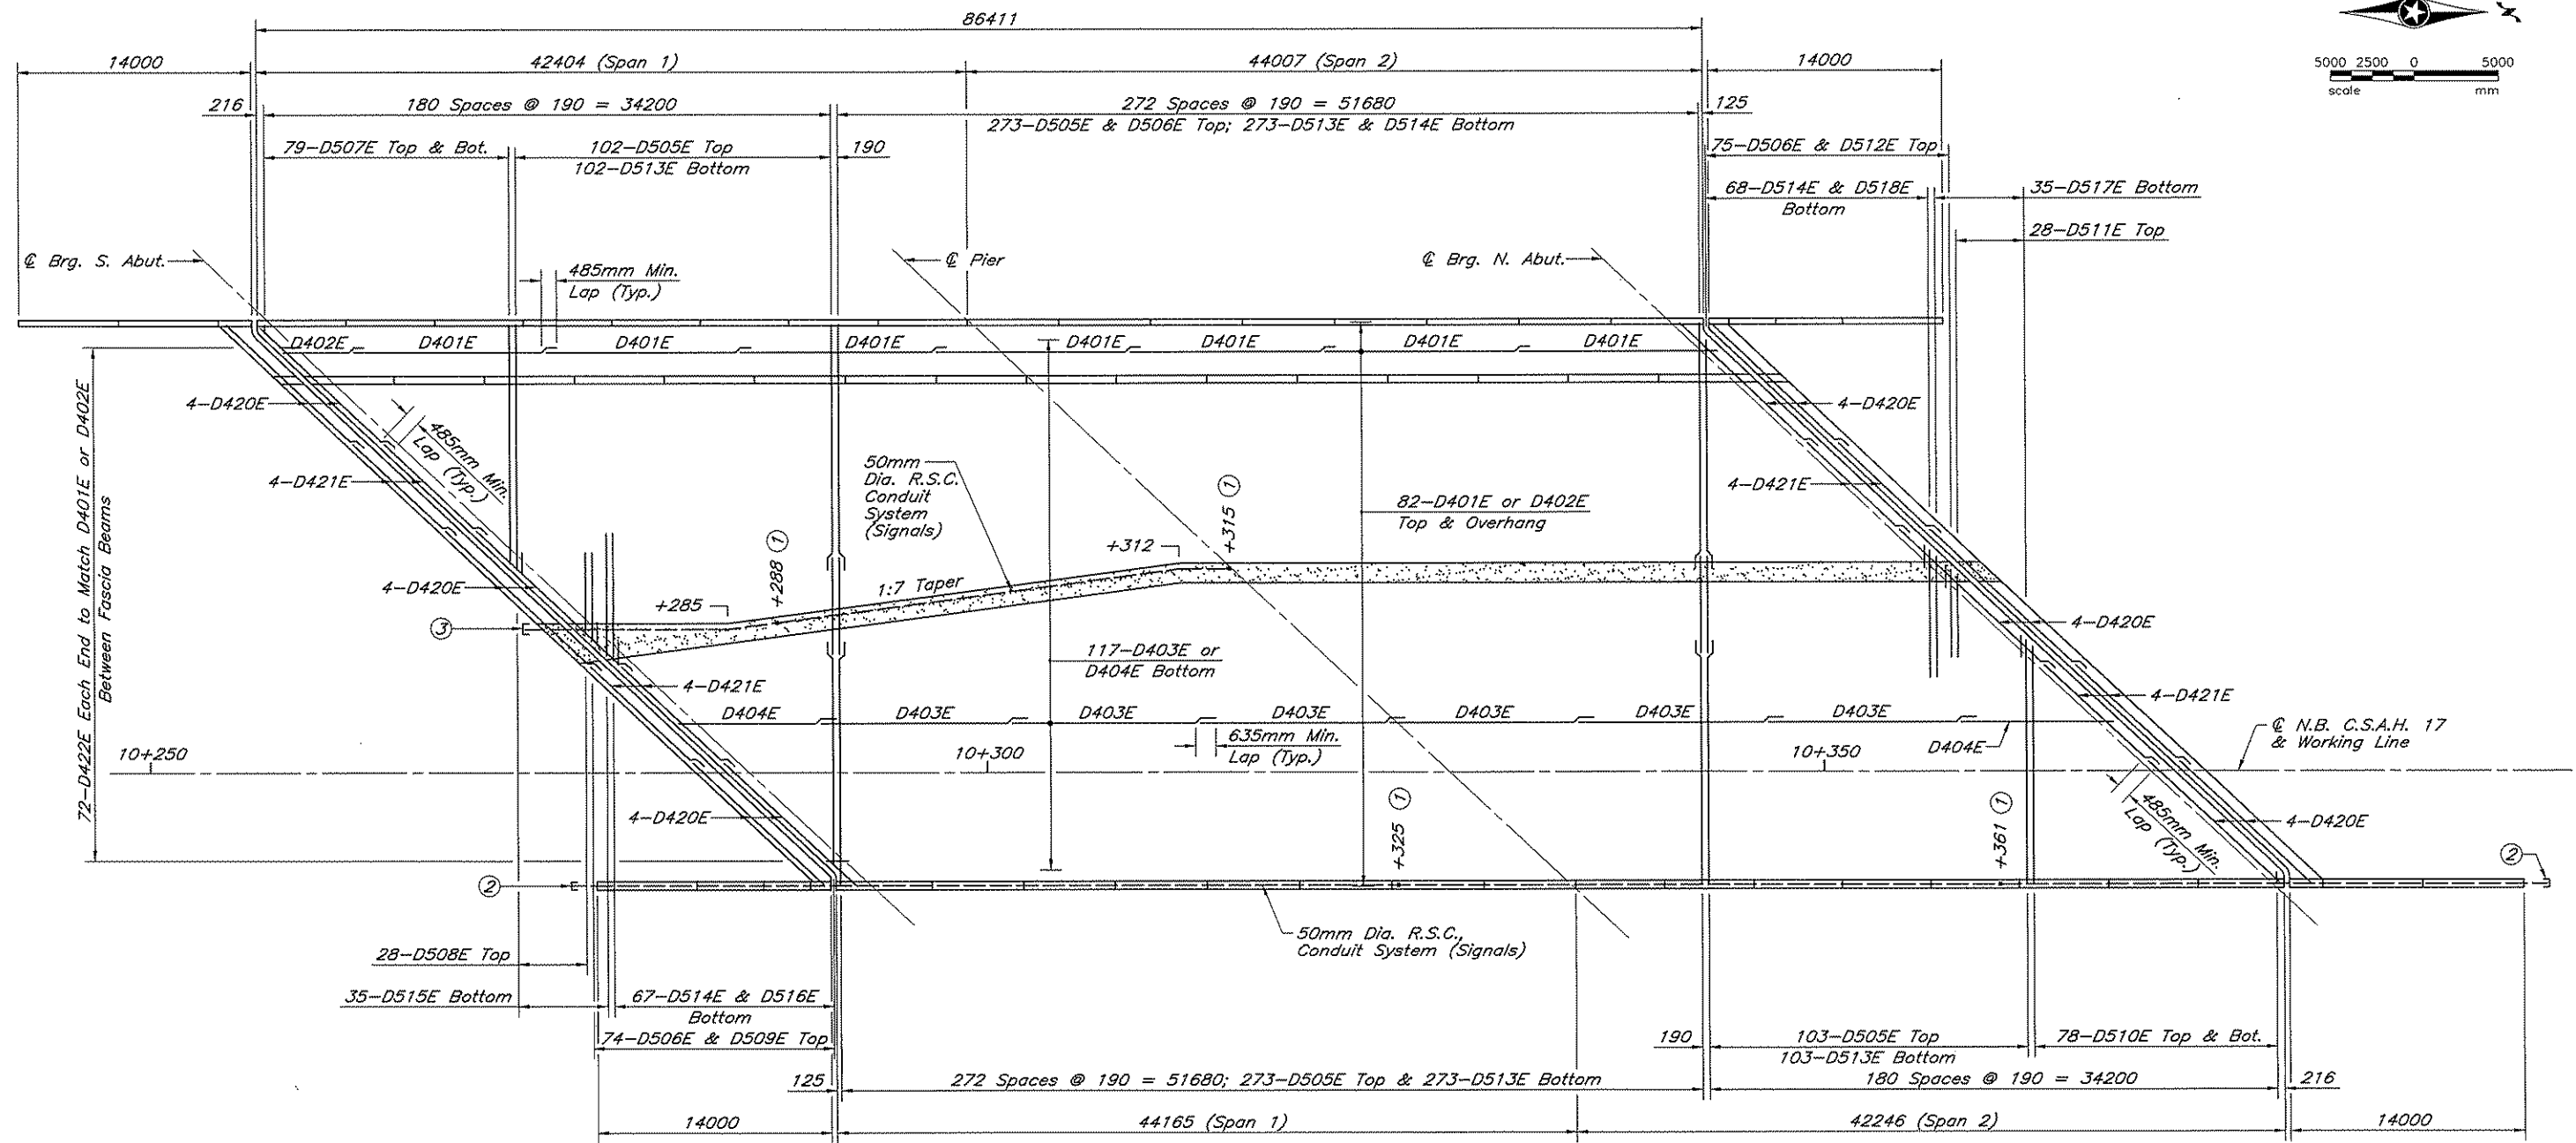 86411
14000
42404 (Span 1)
44007 (Span 2)
14000
5000 2500 0 5000
scale mm
216
180 Spaces @ 190 = 34200
272 Spaces @ 190 = 51680
125
273-D505E & D506E Top; 273-D513E & D514E Bottom
79-D507E Top & Bot.
102-D505E Top
102-D513E Bottom
190
75-D506E & D512E Top
68-D514E & D518E
Bottom
35-D517E Bottom
28-D511E Top
℄ Brg. S. Abut.
485mm Min.
Lap (Typ.)
℄ Pier
℄ Brg. N. Abut.
D402E
D401E
D401E
D401E
D401E
D401E
D401E
D401E
72-D422E Each End to Match D401E or D402E
Between Fascia Beams
4-D420E
485mm Min.
Lap (Typ.)
4-D421E
4-D420E
4-D421E
4-D420E
50mm
Dia. R.S.C.
Conduit
System
(Signals)
+315 ①
82-D401E or D402E
Top & Overhang
4-D420E
4-D421E
4-D420E
4-D421E
4-D420E
+288 ①
+312
1:7 Taper
+285
③
117-D403E or
D404E Bottom
D404E
D403E
D403E
D403E
D403E
D403E
D403E
D404E
635mm Min.
Lap (Typ.)
℄ N.B. C.S.A.H. 17
& Working Line
10+250
10+300
10+350
+325 ①
+361 ①
485mm Min.
Lap (Typ.)
②
②
50mm Dia. R.S.C.,
Conduit System (Signals)
28-D508E Top
35-D515E Bottom
67-D514E & D516E
Bottom
74-D506E & D509E Top
190
103-D505E Top
103-D513E Bottom
78-D510E Top & Bot.
125
272 Spaces @ 190 = 51680; 273-D505E Top & 273-D513E Bottom
180 Spaces @ 190 = 34200
216
14000
44165 (Span 1)
42246 (Span 2)
14000